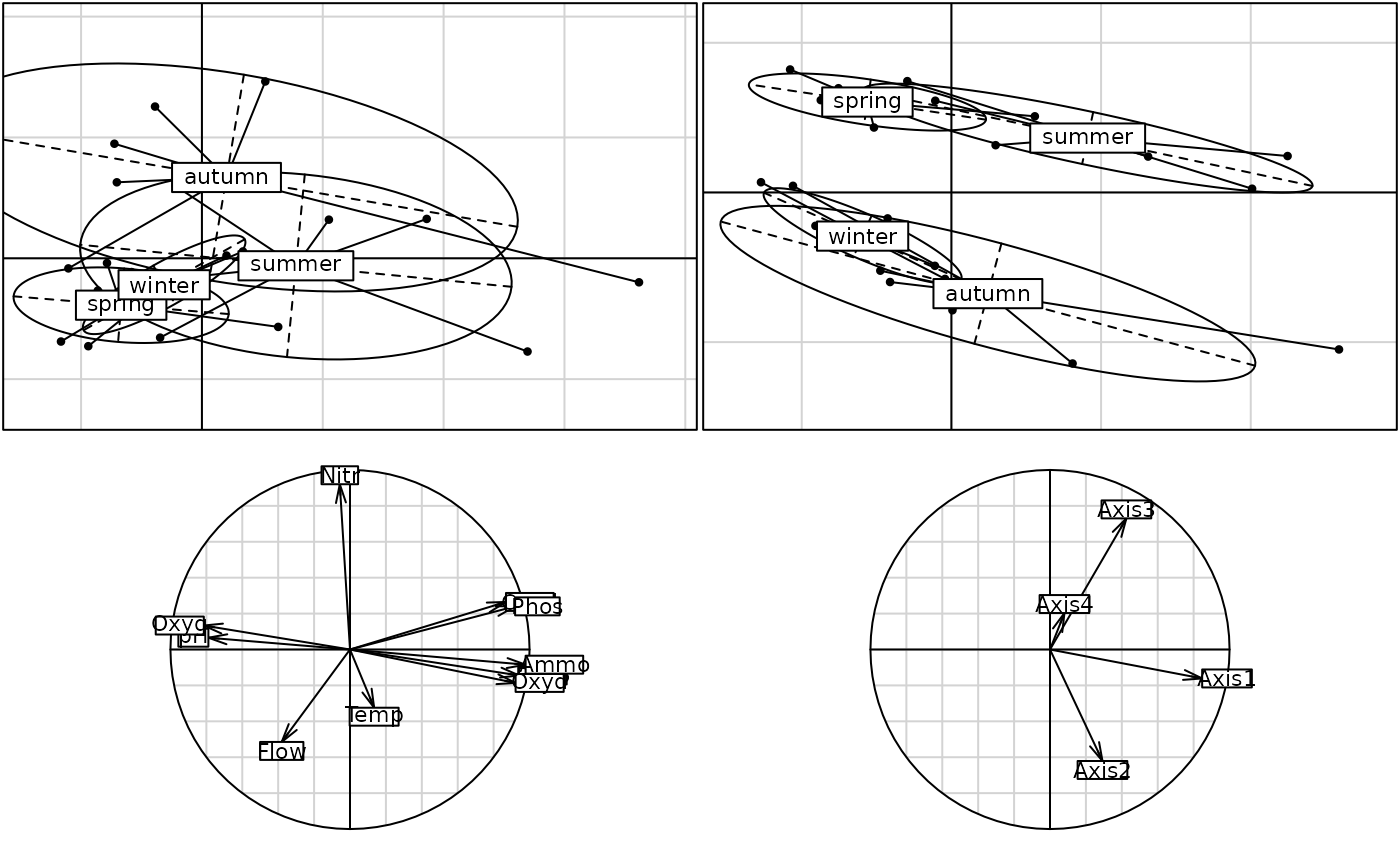 autumn
summer
winter
spring
spring
summer
winter
autumn
Nitr
Phos
Oxyd
pH
Ammo
Oxyd
Temp
Flow
Axis3
Axis4
Axis1
Axis2